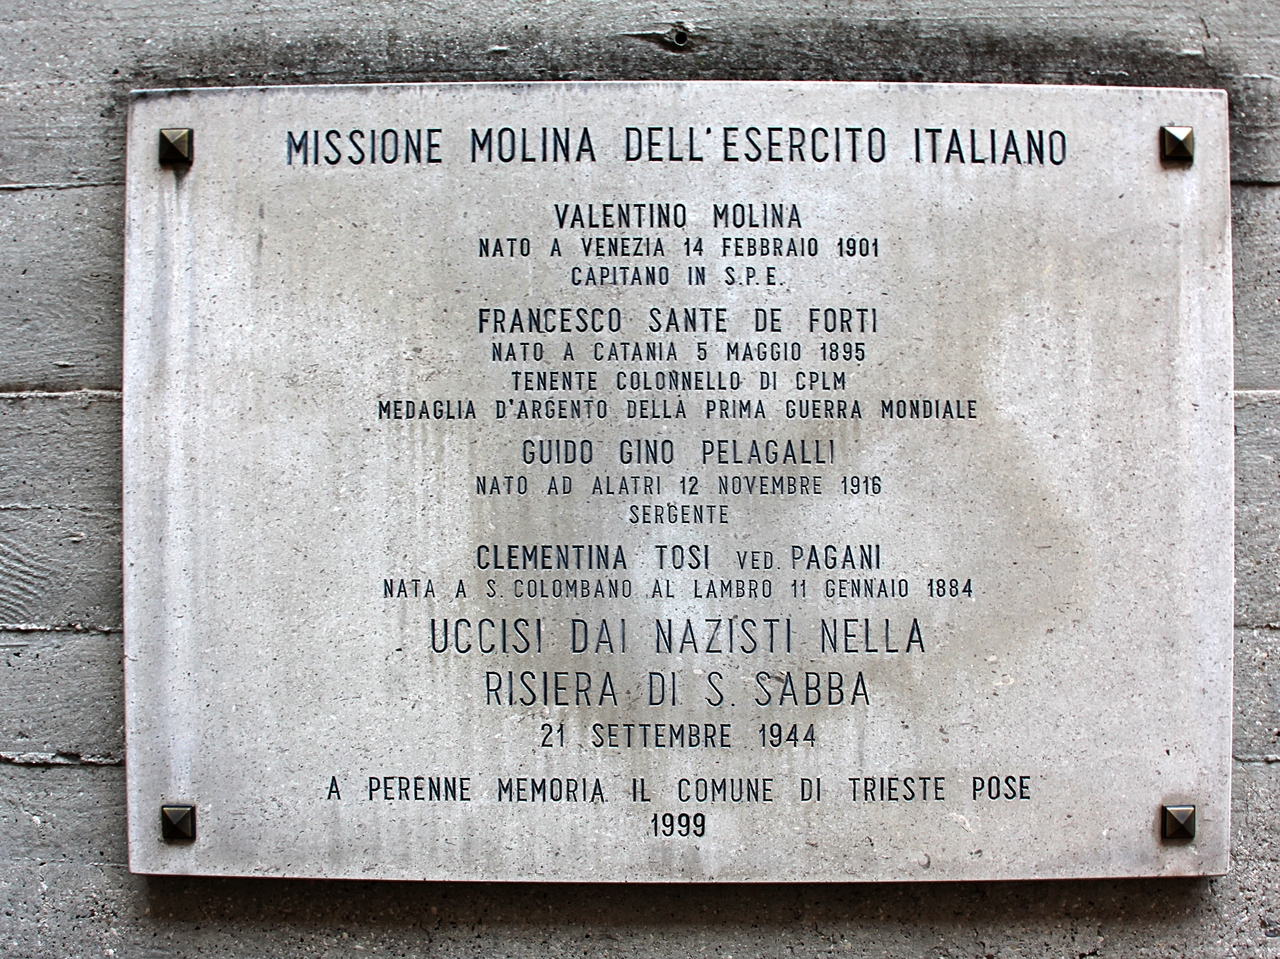 MISSIONE MOLINA DELL'ESERCITO ITALIANO
VALENTINO MOLINA
NATO A VENEZIA 14 FEBBRAIO 1901
CAPITANO IN S.P.E.
FRANCESCO SANTE DE FORTI
NATO A CATANIA 5 MAGGIO 1895
TENENTE COLONNELLO DI CPLM
MEDAGLIA D'ARGENTO DELLA PRIMA GUERRA MONDIALE
GUIDO GINO PELAGALLI
NATO AD ALATRI 12 NOVEMBRE 1916
SERGENTE
CLEMENTINA TOSI VED. PAGANI
NATA A S. COLOMBANO AL LAMBRO 11 GENNAIO 1884
UCCISI DAI NAZISTI NELLA
RISIERA DI S. SABBA
21 SETTEMBRE 1944
A PERENNE MEMORIA IL COMUNE DI TRIESTE POSE
1999